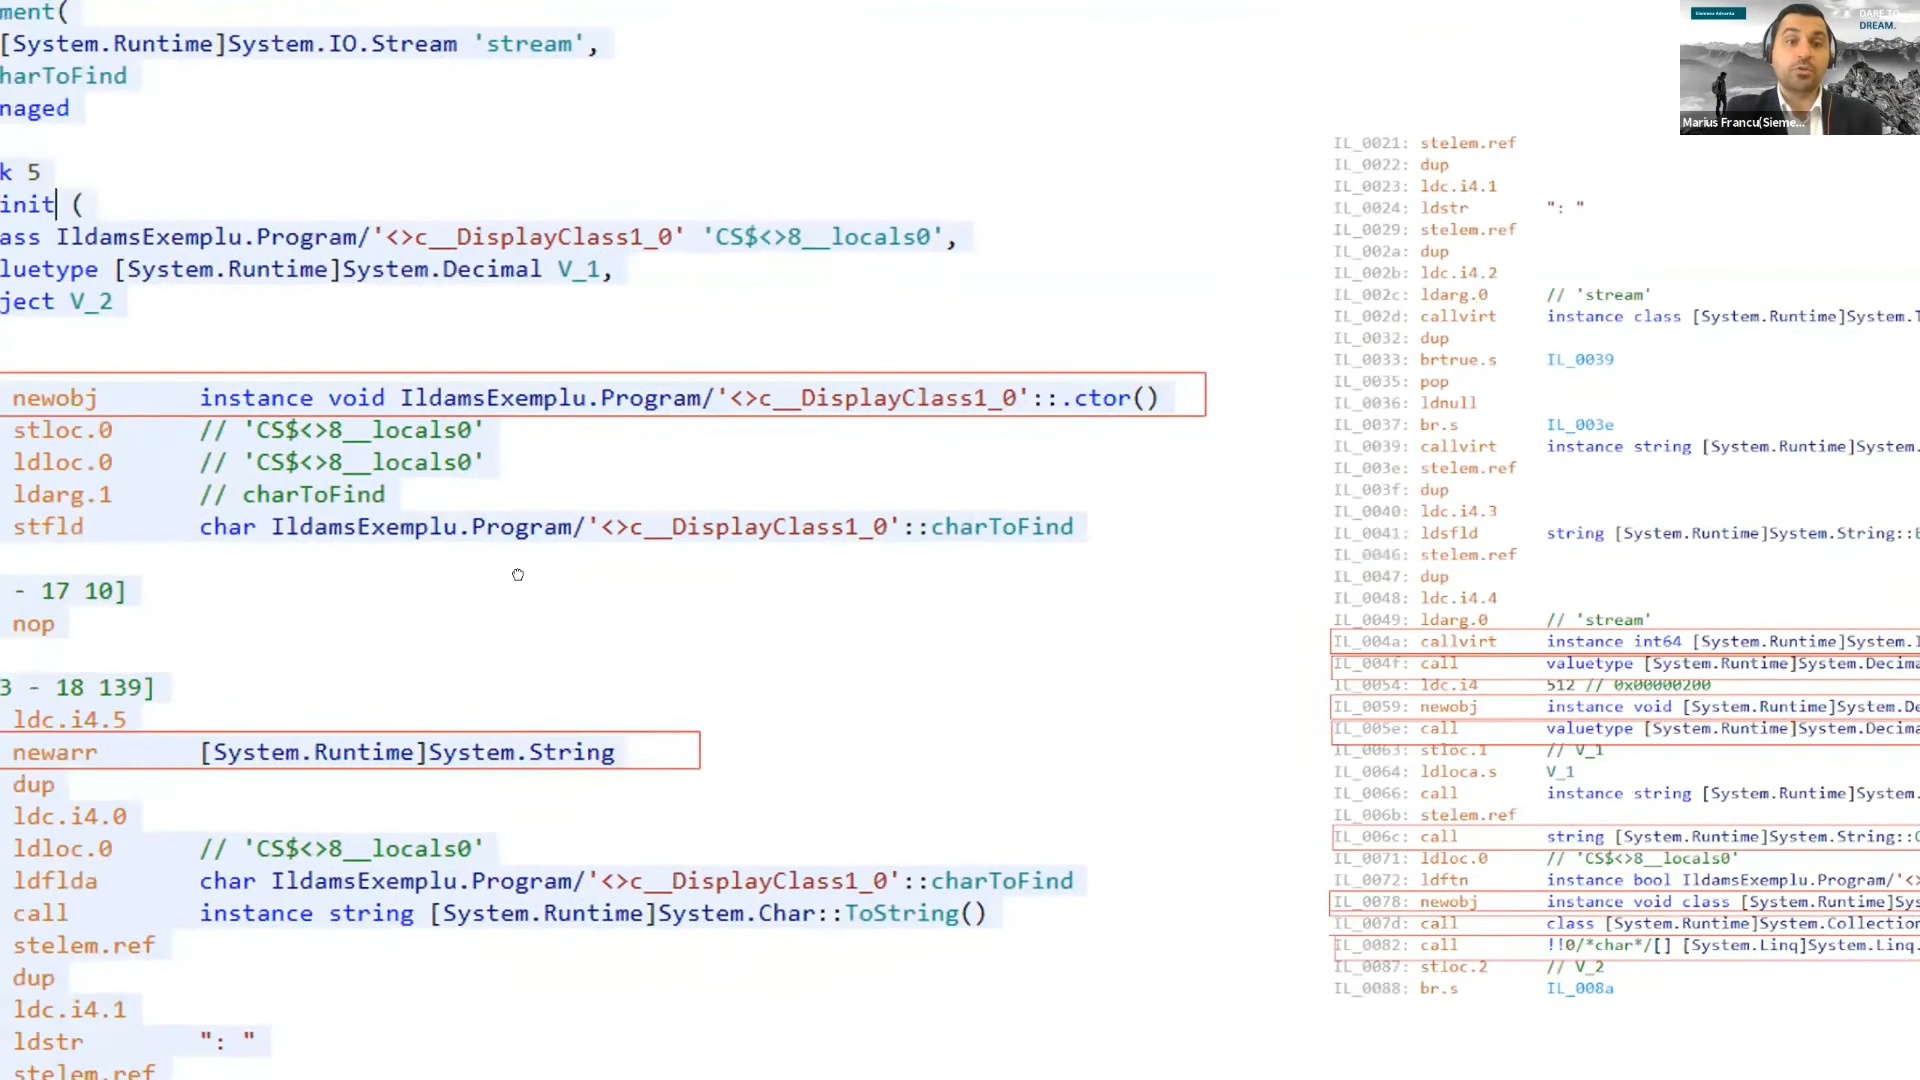 ment(
[System.Runtime]System.IO.Stream 'stream',
harToFind
naged
k 5
init (
ass IldamsExemplu.Program/'<>c__DisplayClass1_0' 'CS$<>8__locals0',
luetype [System.Runtime]System.Decimal V_1,
ject V_2
newobj instance void IldamsExemplu.Program/'<>c__DisplayClass1_0'::.ctor()
stloc.0 // 'CS$<>8__locals0'
ldloc.0 // 'CS$<>8__locals0'
ldarg.1 // charToFind
stfld char IldamsExemplu.Program/'<>c__DisplayClass1_0'::charToFind
- 17 10]
nop
3 - 18 139]
ldc.i4.5
newarr [System.Runtime]System.String
dup
ldc.i4.0
ldloc.0 // 'CS$<>8__locals0'
ldflda char IldamsExemplu.Program/'<>c__DisplayClass1_0'::charToFind
call instance string [System.Runtime]System.Char::ToString()
stelem.ref
dup
ldc.i4.1
ldstr ": "
stelem.ref
Siemens Advanta
DARE TO
DREAM.
Marius Francu(Sieme...
IL_0021: stelem.ref
IL_0022: dup
IL_0023: ldc.i4.1
IL_0024: ldstr ": "
IL_0029: stelem.ref
IL_002a: dup
IL_002b: ldc.i4.2
IL_002c: ldarg.0 // 'stream'
IL_002d: callvirt instance class [System.Runtime]System.T
IL_0032: dup
IL_0033: brtrue.s IL_0039
IL_0035: pop
IL_0036: ldnull
IL_0037: br.s IL_003e
IL_0039: callvirt instance string [System.Runtime]System.
IL_003e: stelem.ref
IL_003f: dup
IL_0040: ldc.i4.3
IL_0041: ldsfld string [System.Runtime]System.String::E
IL_0046: stelem.ref
IL_0047: dup
IL_0048: ldc.i4.4
IL_0049: ldarg.0 // 'stream'
IL_004a: callvirt instance int64 [System.Runtime]System.I
IL_004f: call valuetype [System.Runtime]System.Decima
IL_0054: ldc.i4 512 // 0x00000200
IL_0059: newobj instance void [System.Runtime]System.De
IL_005e: call valuetype [System.Runtime]System.Decima
IL_0063: stloc.1 // V_1
IL_0064: ldloca.s V_1
IL_0066: call instance string [System.Runtime]System.
IL_006b: stelem.ref
IL_006c: call string [System.Runtime]System.String::C
IL_0071: ldloc.0 // 'CS$<>8__locals0'
IL_0072: ldftn instance bool IldamsExemplu.Program/'<>
IL_0078: newobj instance void class [System.Runtime]Sys
IL_007d: call class [System.Runtime]System.Collection
IL_0082: call !!0/*char*/[] [System.Linq]System.Linq.
IL_0087: stloc.2 // V_2
IL_0088: br.s IL_008a